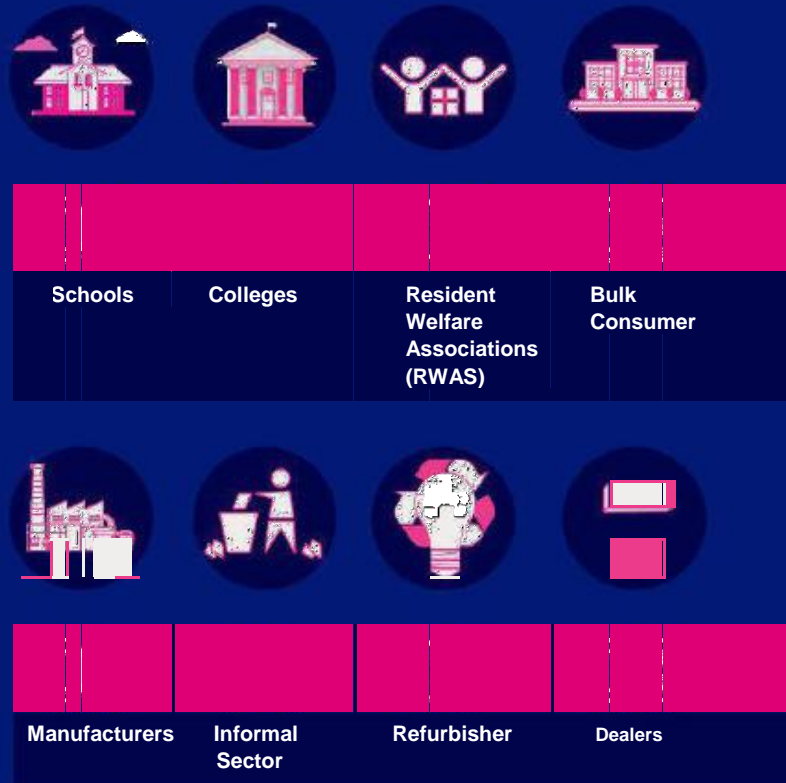 Schools
Colleges
Resident
Welfare
Associations
(RWAS)
Bulk
Consumer
Manufacturers
Informal
Sector
Refurbisher
Dealers